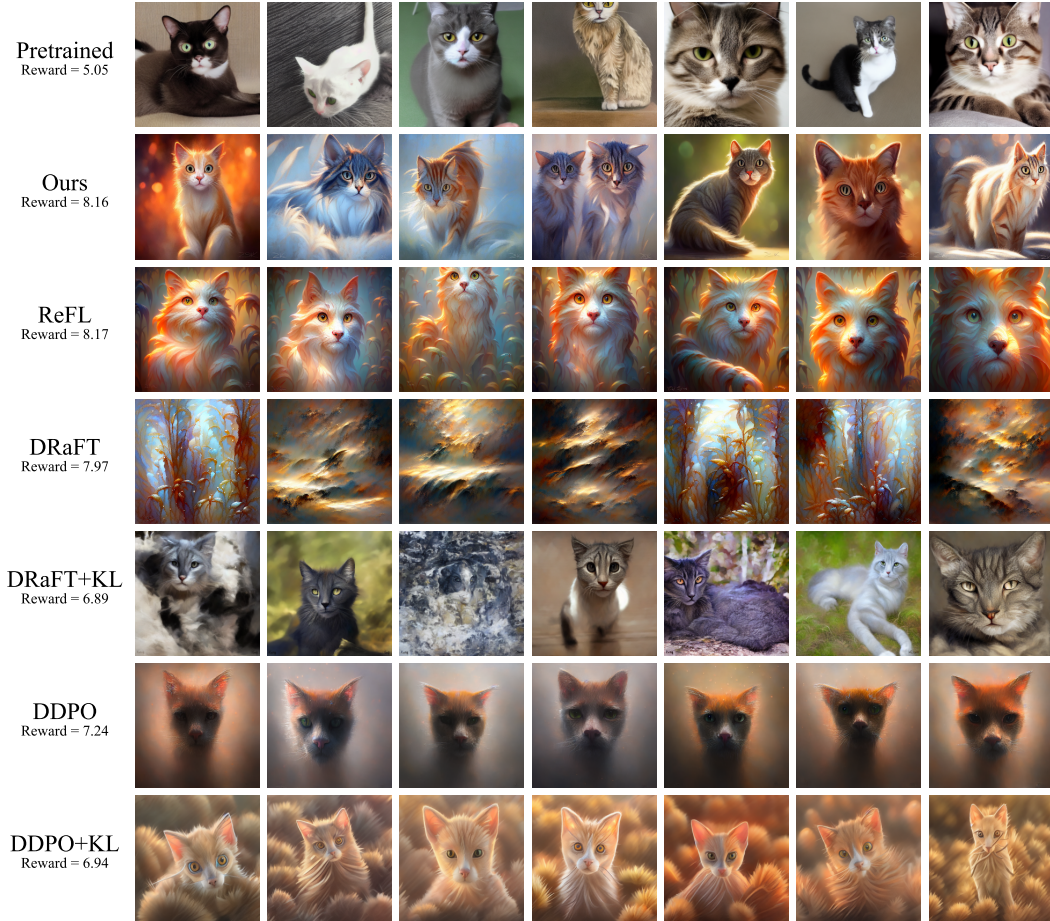 Pretrained
Reward = 5.05
Ours
Reward = 8.16
ReFL
Reward = 8.17
DRaFT
Reward = 7.97
DRaFT+KL
Reward = 6.89
DDPO
Reward = 7.24
DDPO+KL
Reward = 6.94